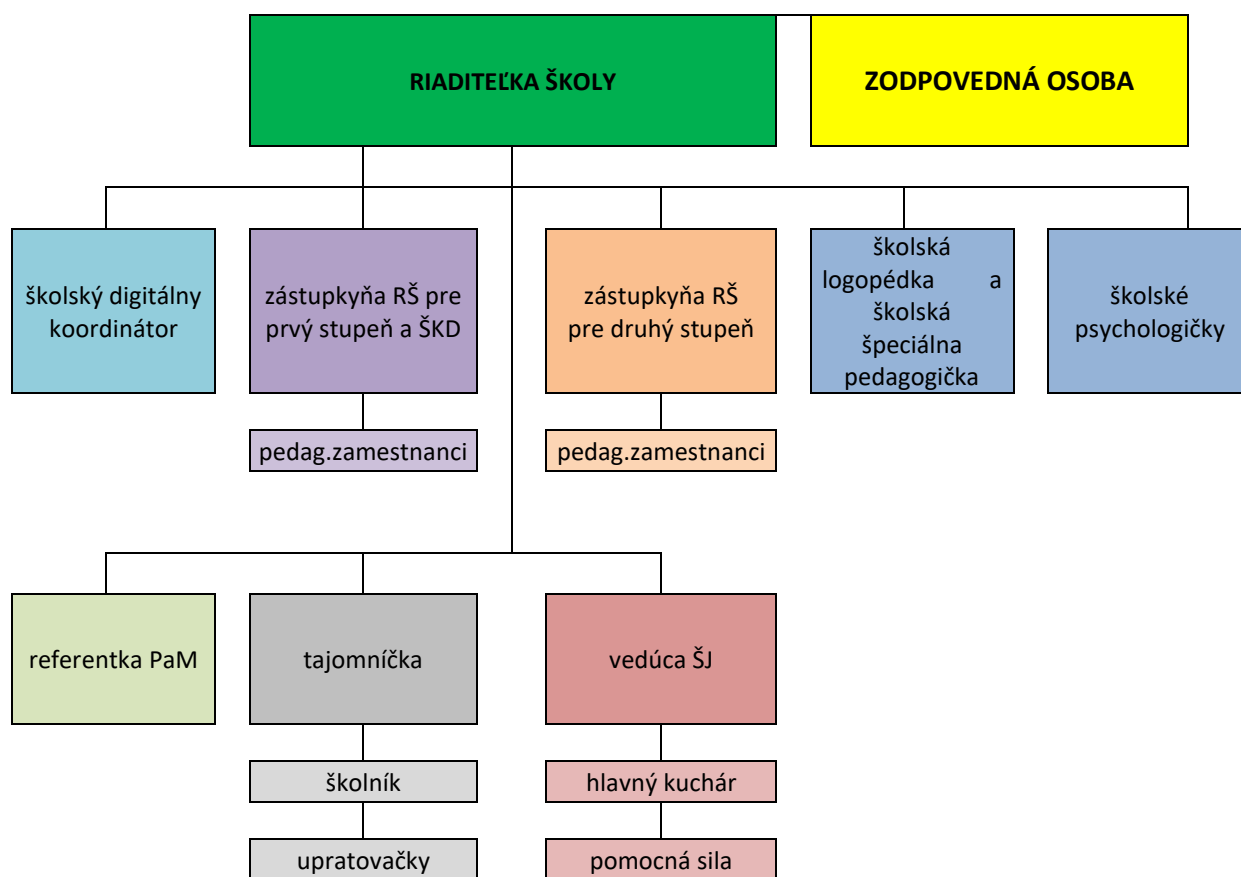 RIADITEĽKA ŠKOLY
ZODPOVEDNÁ OSOBA
školský digitálny
koordinátor
zástupkyňa RŠ pre
prvý stupeň a ŠKD
zástupkyňa RŠ
pre druhý stupeň
školská
logopédka a
školská
špeciálna
pedagogička
školské
psychologičky
pedag.zamestnanci
pedag.zamestnanci
referentka PaM
tajomníčka
vedúca ŠJ
školník
hlavný kuchár
upratovačky
pomocná sila